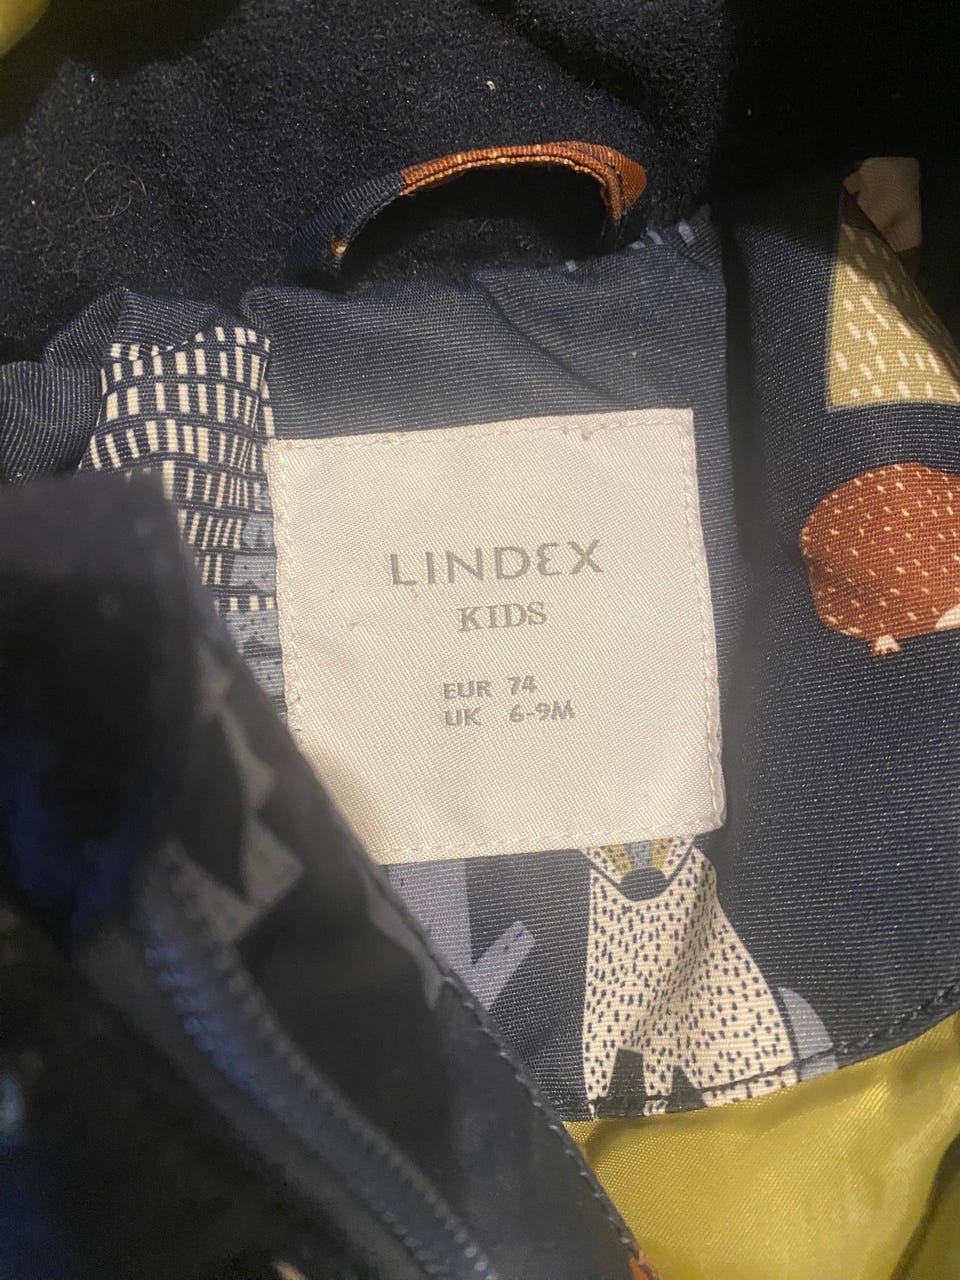 LINDEX
KIDS
EUR 74
UK 6-9M